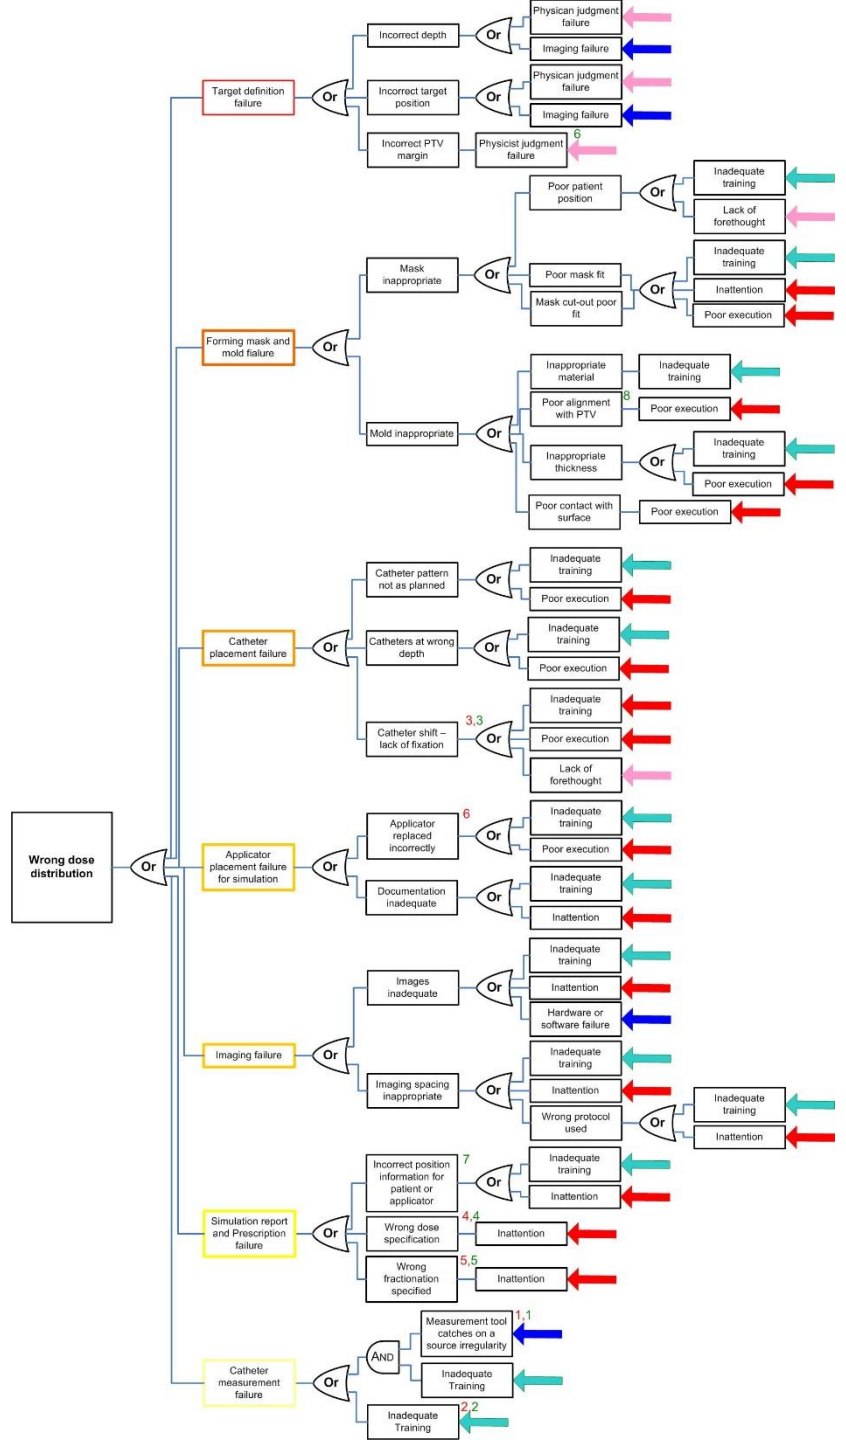 Physican judgment
failure
Incorrect depth
Or
Imaging failure
Target definition
failure
Or
Physican judgment
failure
Incorrect target
position
Or
Imaging failure
6
Incorrect PTV
margin
Physicist judgment
failure
Inadequate
training
Poor patient
position
Or
Lack of
forethought
Mask
inappropriate
Or
Inadequate
training
Poor mask fit
Or
Inattention
Mask cut-out poor
fit
Poor execution
Forming mask and
mold fialure
Or
Inappropriate
material
Inadequate
training
8
Poor alignment
with PTV
Poor execution
Mold inappropriate
Or
Inadequate
training
Inappropriate
thickness
Or
Poor execution
Poor contact with
surface
Poor execution
Inadequate
training
Catheter pattern
not as planned
Or
Poor execution
Catheter
placement failure
Or
Inadequate
training
Catheters at wrong
depth
Or
Poor execution
Inadequate
training
3,3
Catheter shift –
lack of fixation
Or
Poor execution
Lack of
forethought
Wrong dose
distribution
Or
6
Inadequate
training
Applicator
replaced
incorrectly
Or
Poor execution
Applicator
placement failure
for simulation
Or
Inadequate
training
Documentation
inadequate
Or
Inattention
Inadequate
training
Images
inadequate
Or
Inattention
Hardware or
software failure
Imaging failure
Or
Inadequate
training
Imaging spacing
inappropriate
Or
Inattention
Wrong protocol
used
Or
Inadequate
training
Inattention
7
Inadequate
training
Incorrect position
information for
patient or
applicator
Or
Inattention
Simulation report
and Prescription
failure
Or
4,4
Wrong dose
specification
Inattention
5,5
Wrong
fractionation
specified
Inattention
1,1
Measurement tool
catches on a
source irregularity
AND
Inadequate
Training
Catheter
measurement
failure
Or
2,2
Inadequate
Training